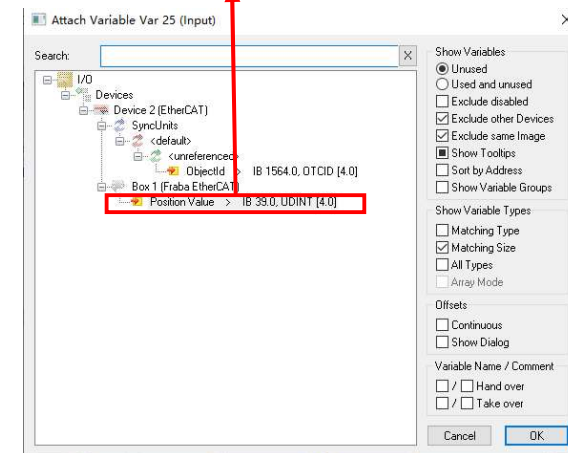 Attach Variable Var 25 (Input)
Search:
X
I/O
Devices
Device 2 (EtherCAT)
SyncUnits
<default>
<unreferenced>
ObjectId > IB 1564.0, OTCID [4.0]
Box 1 (Fraba EtherCAT)
Position Value > IB 39.0, UDINT [4.0]
Show Variables
Unused
Used and unused
Exclude disabled
Exclude other Devices
Exclude same Image
Show Tooltips
Sort by Address
Show Variable Groups
Show Variable Types
Matching Type
Matching Size
All Types
Array Mode
Offsets
Continuous
Show Dialog
Variable Name / Comment
/ Hand over
/ Take over
Cancel
OK